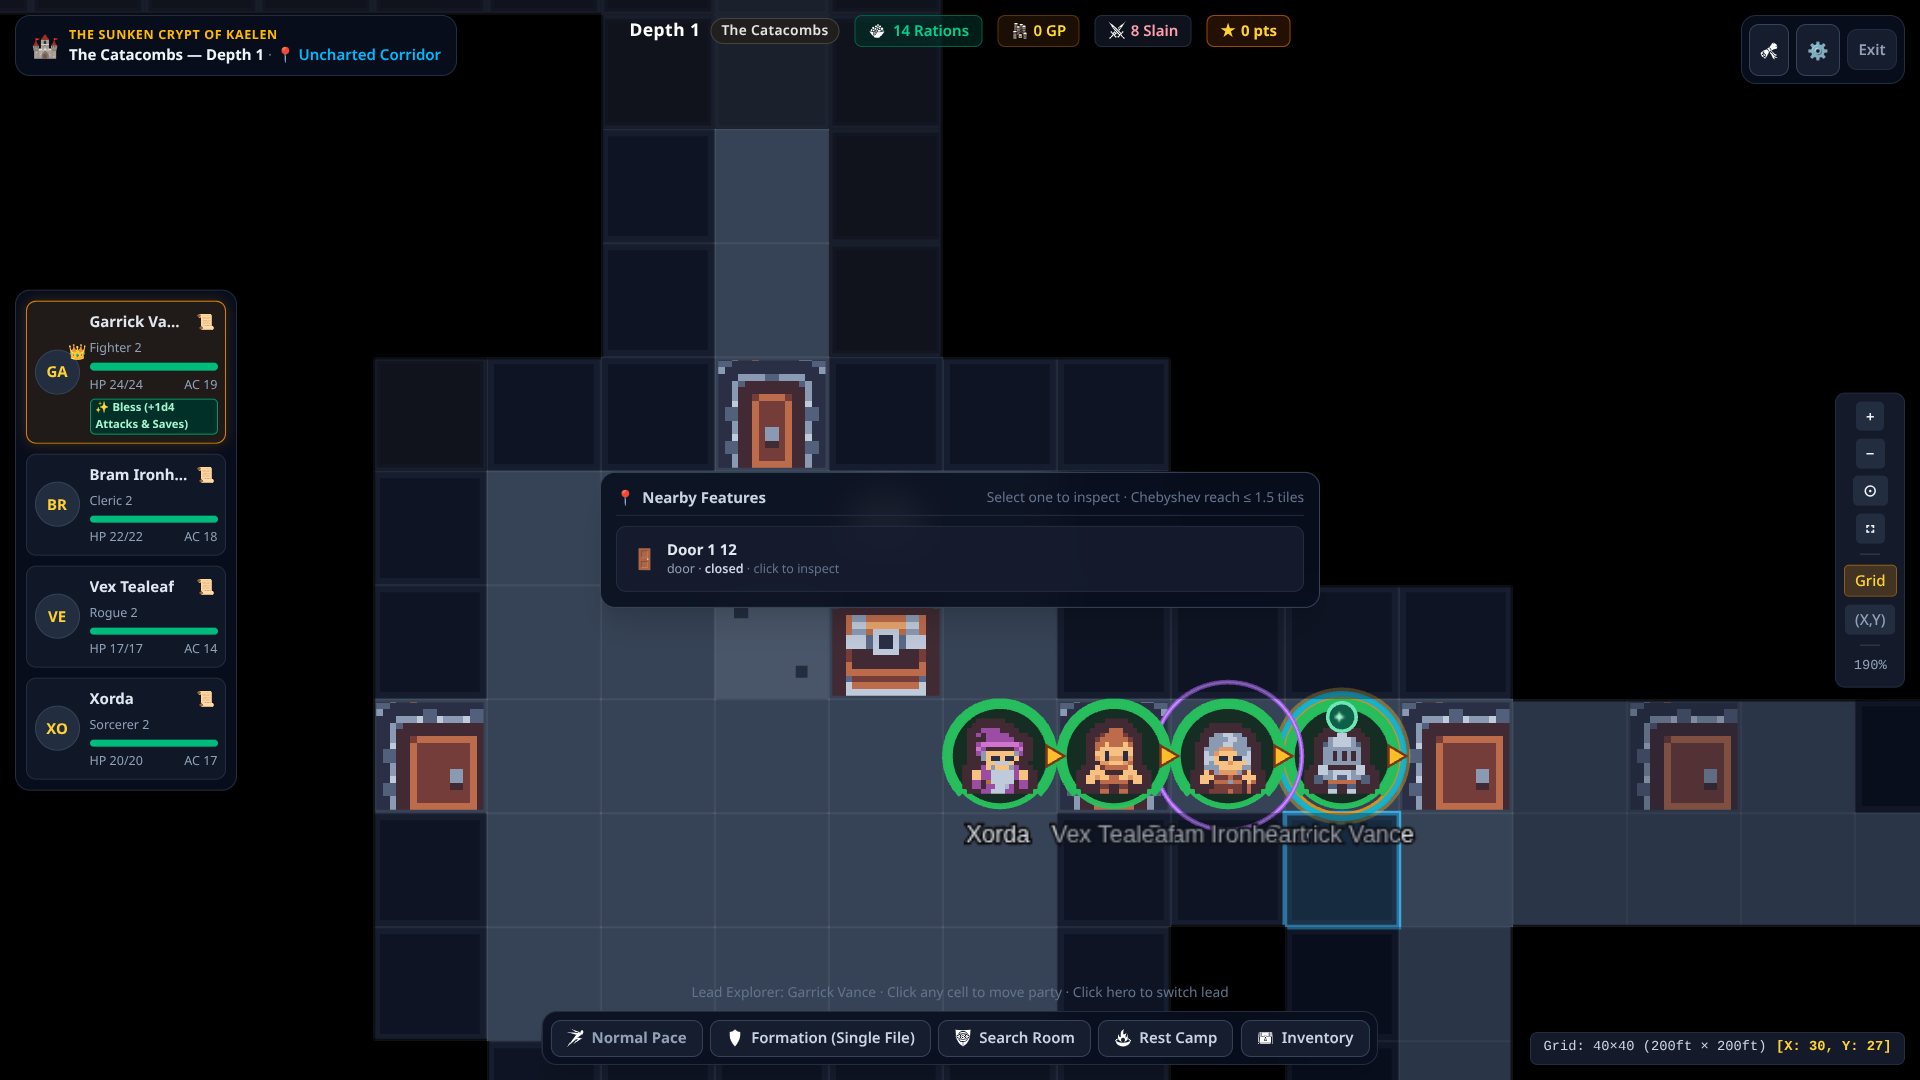 THE SUNKEN CRYPT OF KAELEN
The Catacombs — Depth 1 · 📍 Uncharted Corridor
Depth 1
The Catacombs
14 Rations
0 GP
8 Slain
★ 0 pts
Exit
Garrick Va...
Fighter 2
GA
HP 24/24 AC 19
✨ Bless (+1d4
Attacks & Saves)
Bram Ironh...
Cleric 2
BR
HP 22/22 AC 18
Vex Tealeaf
Rogue 2
VE
HP 17/17 AC 14
Xorda
Sorcerer 2
XO
HP 20/20 AC 17
📍 Nearby Features
Select one to inspect · Chebyshev reach ≤ 1.5 tiles
Door 1 12
door · closed · click to inspect
+
−
Grid
(X,Y)
190%
Xorda
Vex Tealeaf
Vance
Lead Explorer: Garrick Vance · Click any cell to move party · Click hero to switch lead
Normal Pace
Formation (Single File)
Search Room
Rest Camp
Inventory
Grid: 40×40 (200ft × 200ft) [X: 30, Y: 27]